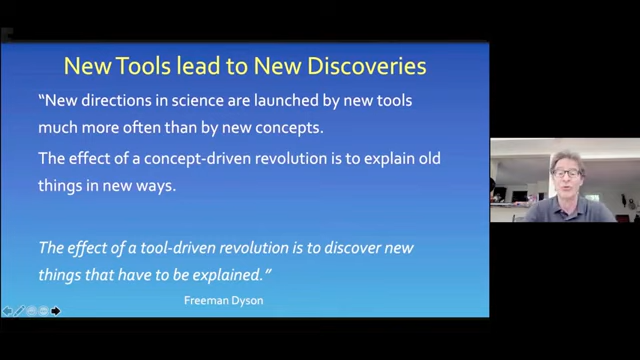 New Tools lead to New Discoveries
“New directions in science are launched by new tools
much more often than by new concepts.
The effect of a concept-driven revolution is to explain old
things in new ways.
The effect of a tool-driven revolution is to discover new
things that have to be explained.”
Freeman Dyson